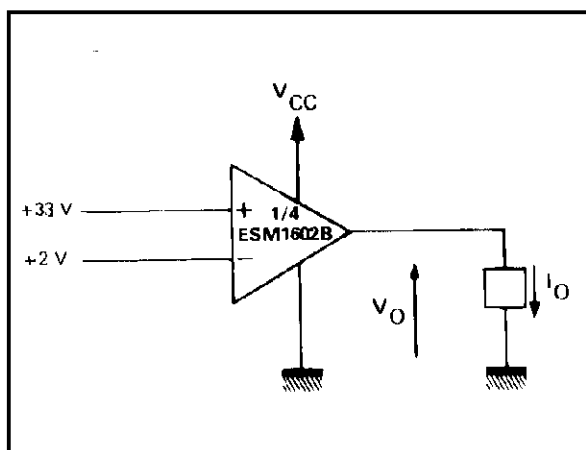 VCC
+33 V
+
1/4
ESM1602B
+2 V
−
VO
IO